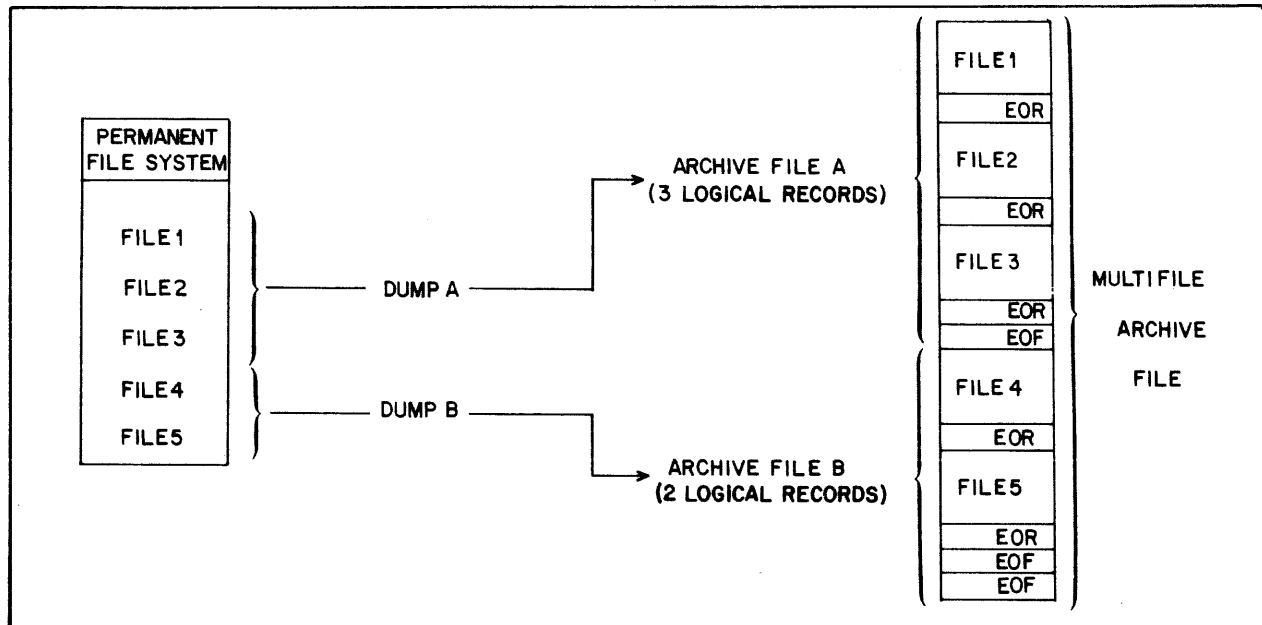 PERMANENT
FILE SYSTEM
FILE1
FILE2
FILE3
FILE4
FILE5
DUMP A
DUMP B
ARCHIVE FILE A
(3 LOGICAL RECORDS)
ARCHIVE FILE B
(2 LOGICAL RECORDS)
FILE1
EOR
FILE2
EOR
FILE3
EOR
EOF
FILE4
EOR
FILE5
EOR
EOF
EOF
MULTIFILE
ARCHIVE
FILE